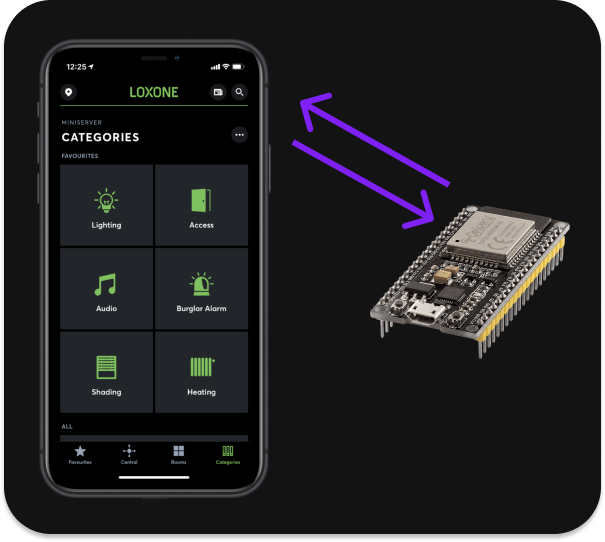 12:25
LOXONE
MINISERVER
CATEGORIES
FAVOURITES
Lighting
Access
Audio
Burglar Alarm
Shading
Heating
ALL
Favourites
Central
Rooms
Categories